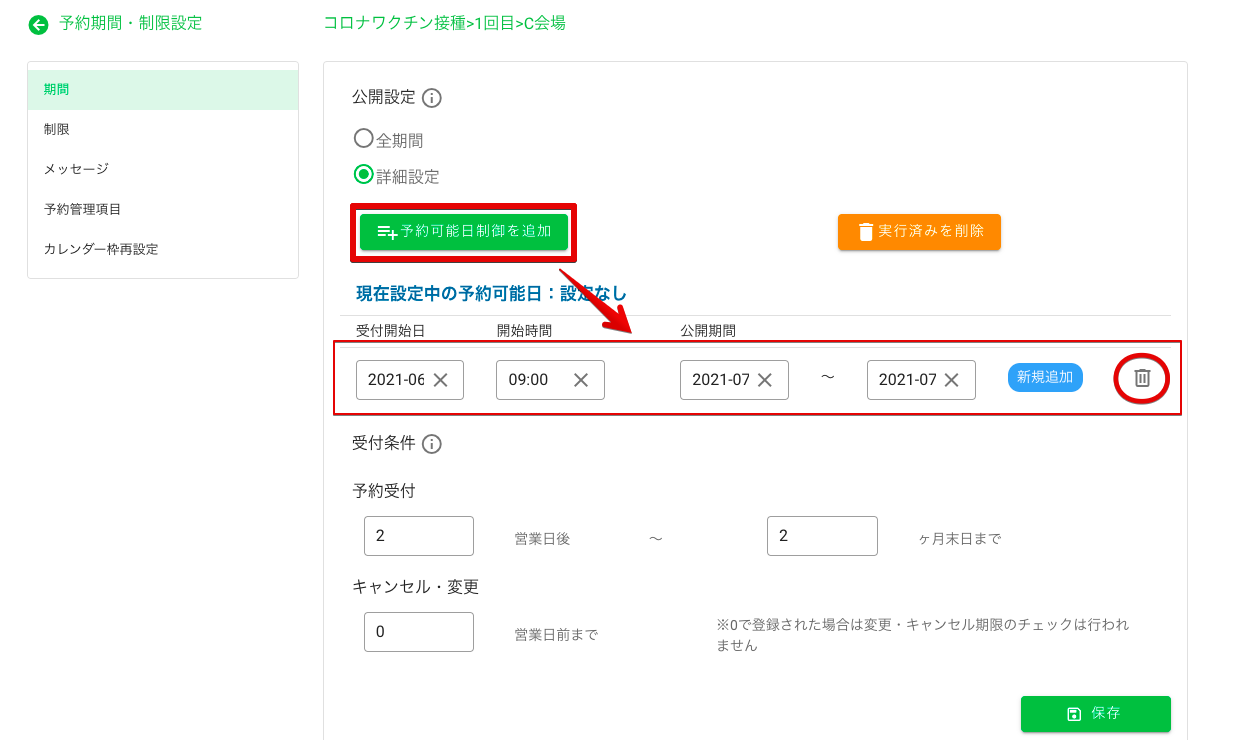 予約期間・制限設定
コロナワクチン接種>1回目>C会場
期間
制限
メッセージ
予約管理項目
カレンダー枠再設定
公開設定
全期間
詳細設定
予約可能日制御を追加
実行済みを削除
現在設定中の予約可能日：設定なし
受付開始日 開始時間 公開期間
2021-06 09:00 2021-07 ～ 2021-07 新規追加
受付条件
予約受付
2 営業日後 ～ 2 ヶ月末日まで
キャンセル・変更
0 営業日前まで
※0で登録された場合は変更・キャンセル期限のチェックは行われ
ません
保存